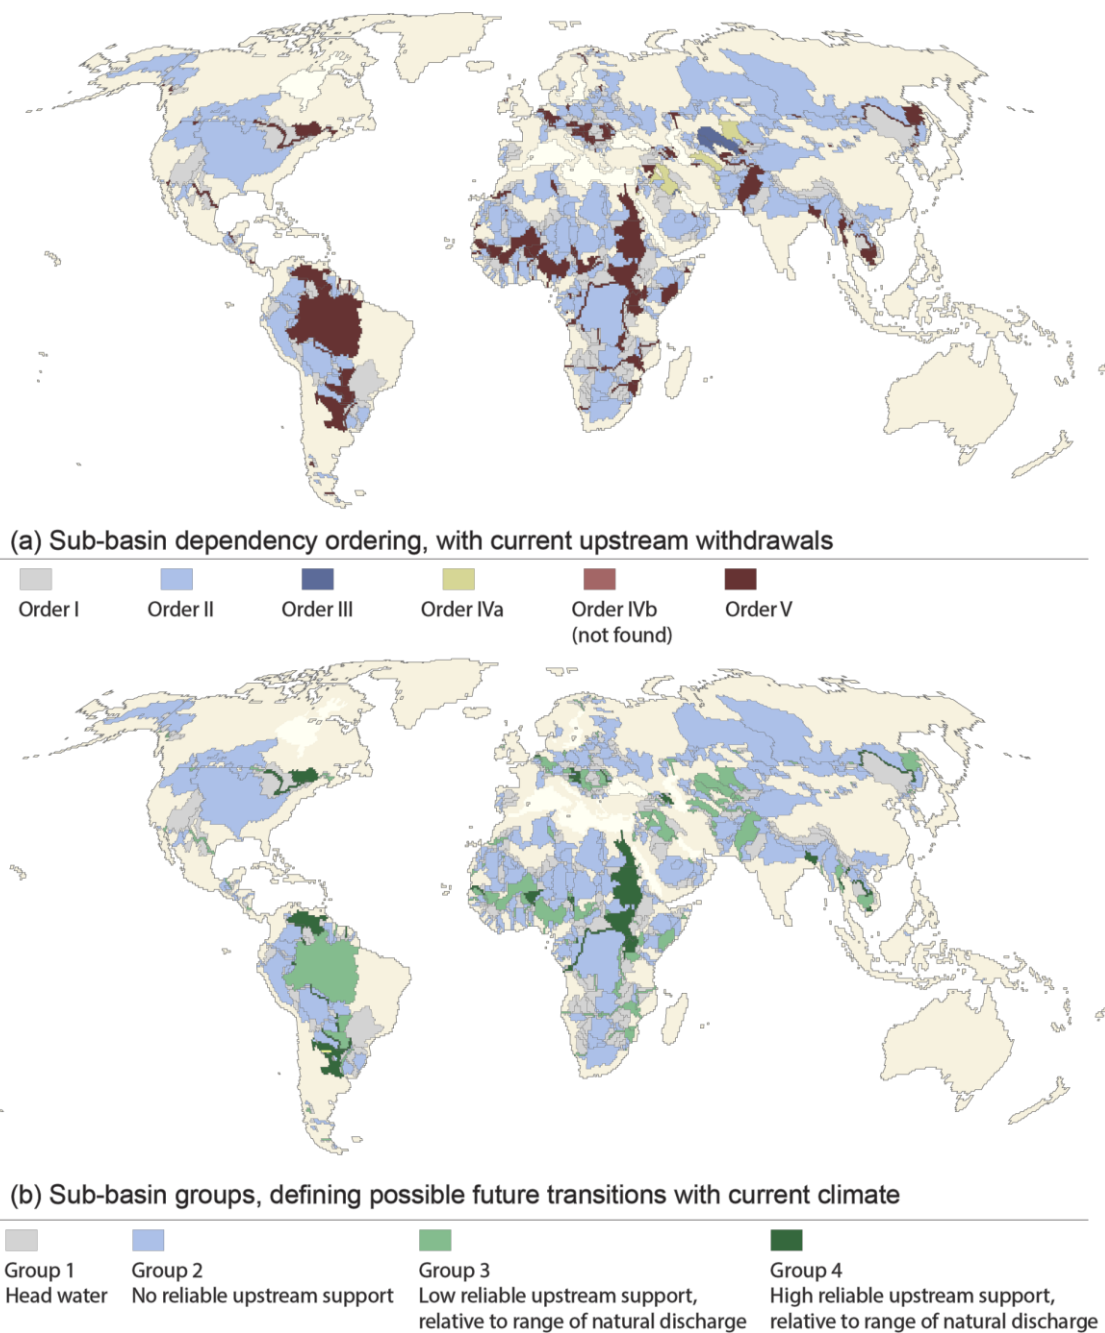 (a) Sub-basin dependency ordering, with current upstream withdrawals
Order I
Order II
Order III
Order IVa
Order IVb
(not found)
Order V
(b) Sub-basin groups, defining possible future transitions with current climate
Group 1
Head water
Group 2
No reliable upstream support
Group 3
Low reliable upstream support,
relative to range of natural discharge
Group 4
High reliable upstream support,
relative to range of natural discharge